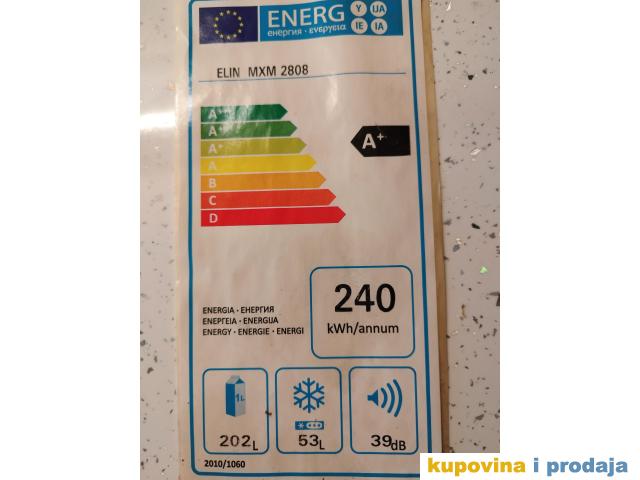 ENERG Y IJA
енергия · ενεργεια IE IA
ELIN MXM 2808
A+
A+
A+
A
B
C
D
A+
240
kWh/annum
ENERGIA · ЕНЕРГИЯ
ΕΝΕΡΓΕΙΑ · ENERGIJA
ENERGY · ENERGIE · ENERGI
1L
202L
53L
39dB
2010/1060
kupovina i prodaja